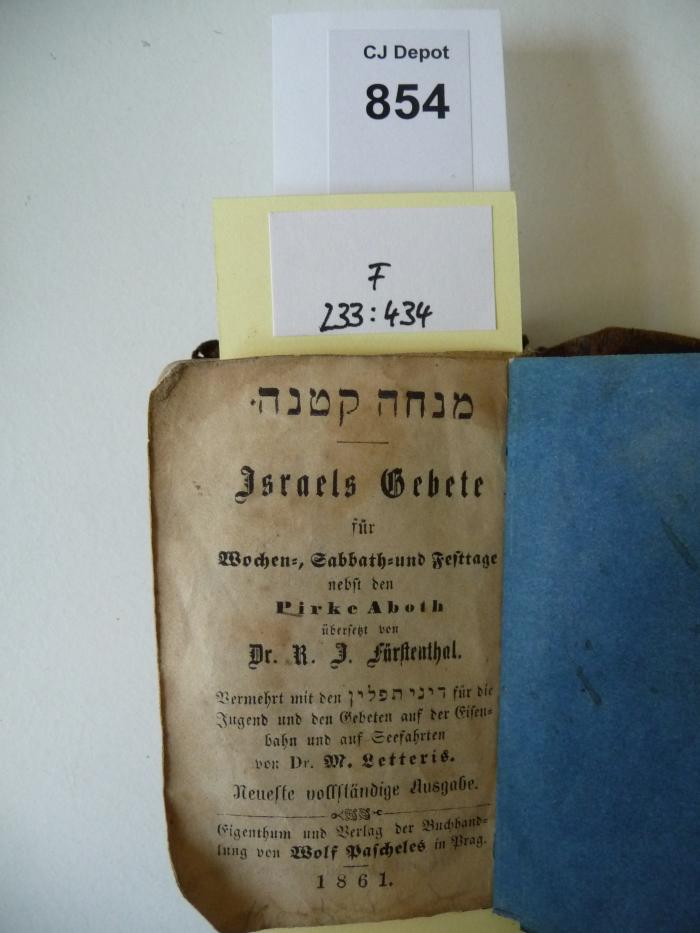 CJ Depot
854
F
233:434
מנחה קטנה.
Israels Gebete
für
Wochen=, Sabbath=und Festtage
nebst den
Pirke Aboth
übersetzt von
Dr. R. J. Fürstenthal.
Vermehrt mit den דיני תפלין für die
Jugend und den Gebeten auf der Eisen=
bahn und auf Seefahrten
von Dr. M. Letteris.
Neueste vollständige Ausgabe.
Eigenthum und Verlag der Buchhand=
lung von Wolf Pascheles in Prag.
1861.